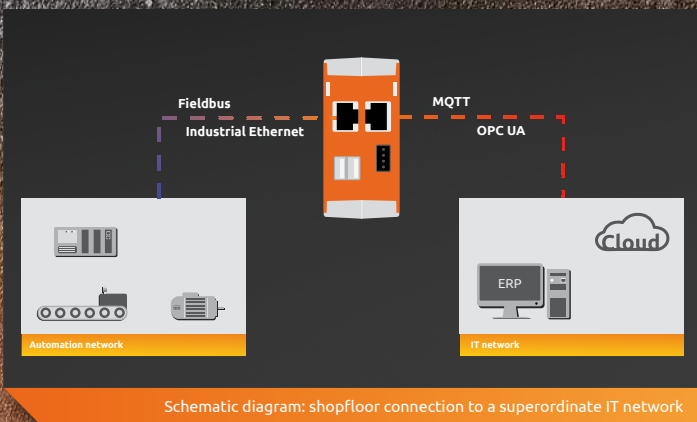 Fieldbus
Industrial Ethernet
MQTT
OPC UA
Cloud
ERP
Automation network
IT network
Schematic diagram: shopfloor connection to a superordinate IT network